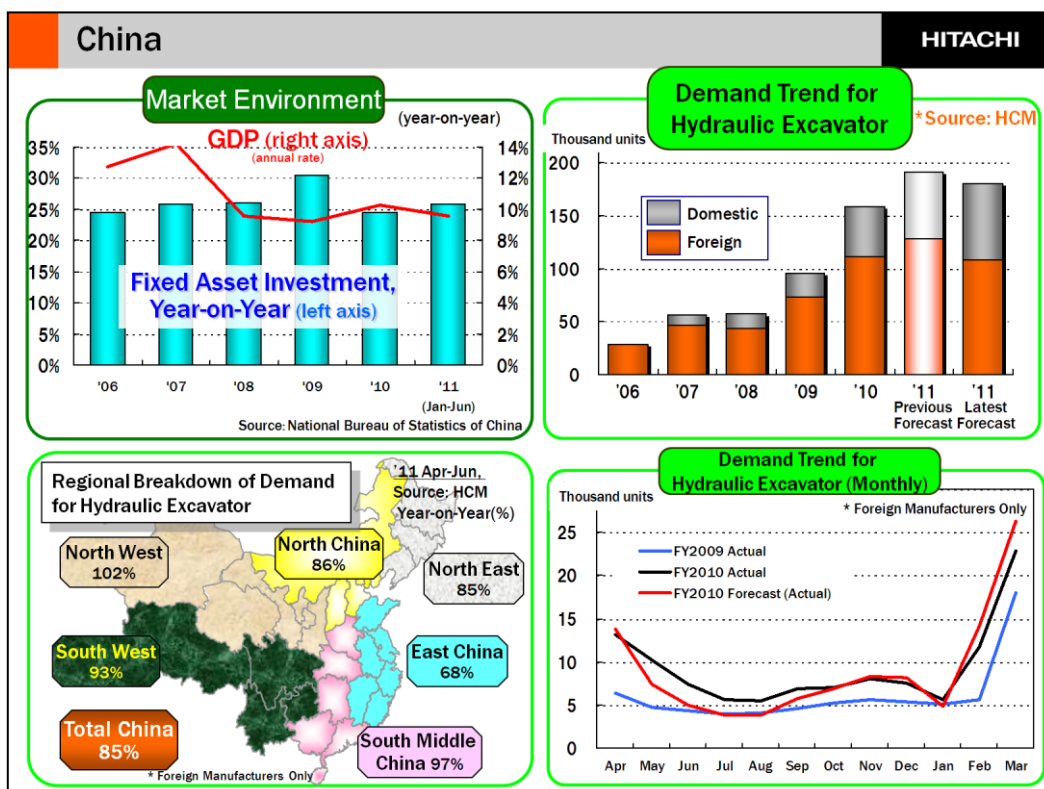 China
HITACHI
Market Environment
(year-on-year)
GDP (right axis)
(annual rate)
35%
30%
25%
20%
15%
10%
5%
0%
14%
12%
10%
8%
6%
4%
2%
0%
Fixed Asset Investment,
Year-on-Year (left axis)
'06 '07 '08 '09 '10 '11
(Jan-Jun)
Source: National Bureau of Statistics of China
Demand Trend for
Hydraulic Excavator
*Source: HCM
Thousand units
200
150
100
50
0
Domestic
Foreign
'06 '07 '08 '09 '10 '11 '11
Previous Latest
Forecast Forecast
Regional Breakdown of Demand
for Hydraulic Excavator
'11 Apr-Jun,
Source: HCM
Year-on-Year(%)
North West
102%
North China
86%
North East
85%
South West
93%
East China
68%
Total China
85%
South Middle
China 97%
* Foreign Manufacturers Only
Demand Trend for
Hydraulic Excavator (Monthly)
Thousand units
* Foreign Manufacturers Only
25
20
15
10
5
0
FY2009 Actual
FY2010 Actual
FY2010 Forecast (Actual)
Apr May Jun Jul Aug Sep Oct Nov Dec Jan Feb Mar